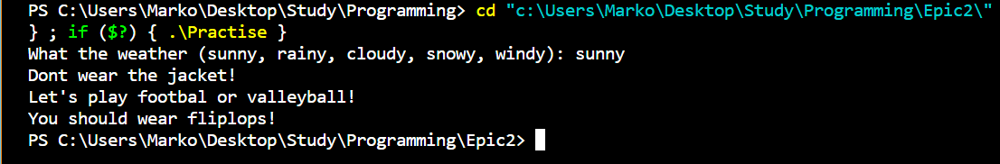 PS C:\Users\Marko\Desktop\Study\Programming> cd "c:\Users\Marko\Desktop\Study\Programming\Epic2\"
} ; if ($?) { .\Practise }
What the weather (sunny, rainy, cloudy, snowy, windy): sunny
Dont wear the jacket!
Let's play footbal or valleyball!
You should wear fliplops!
PS C:\Users\Marko\Desktop\Study\Programming\Epic2>